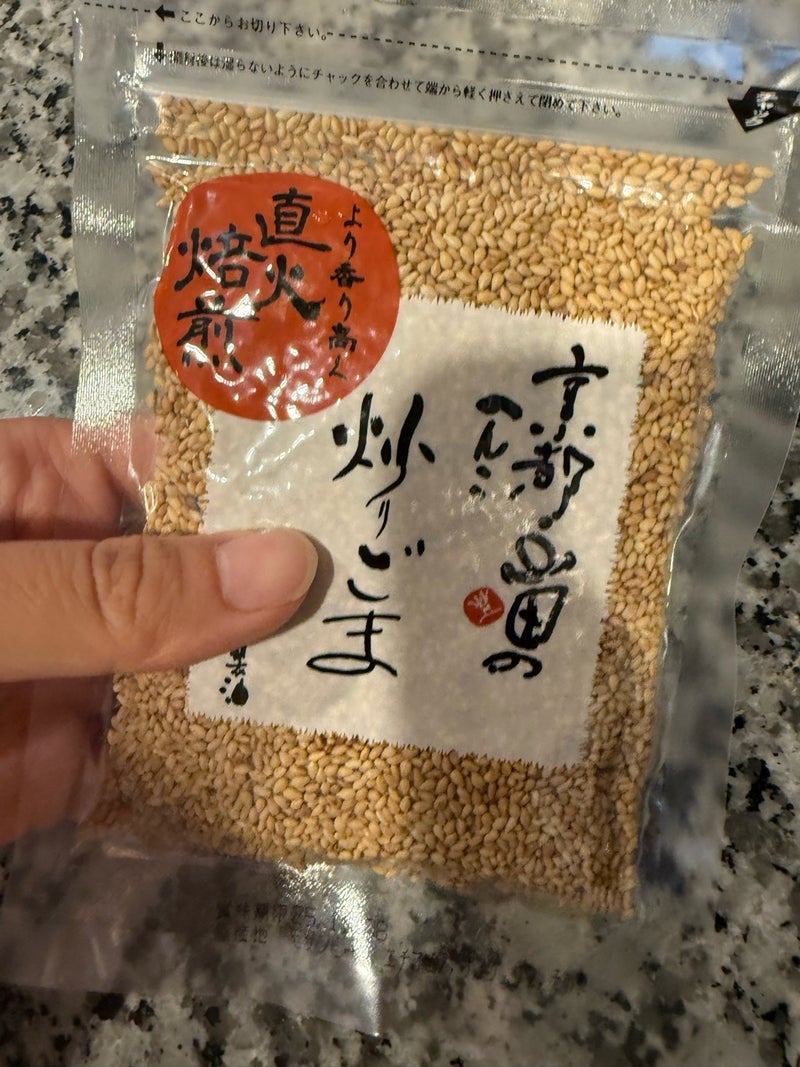 ここからお切り下さい。
開封後は湿らないようにチャックを合わせて端から軽く押さえて閉めて下さい。
より香り高く
直火
焙煎
京都山田の
へんこ
炒りごま